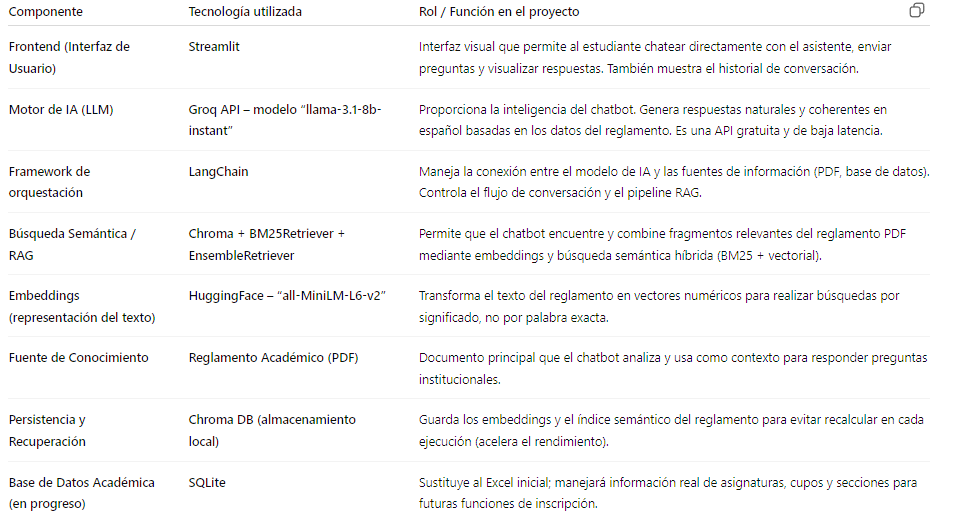 Componente Tecnología utilizada Rol / Función en el proyecto
Frontend (Interfaz de Usuario) Streamlit Interfaz visual que permite al estudiante chatear directamente con el asistente, enviar
preguntas y visualizar respuestas. También muestra el historial de conversación.
Motor de IA (LLM) Groq API – modelo “llama-3.1-8b-
instant” Proporciona la inteligencia del chatbot. Genera respuestas naturales y coherentes en
español basadas en los datos del reglamento. Es una API gratuita y de baja latencia.
Framework de
orquestación LangChain Maneja la conexión entre el modelo de IA y las fuentes de información (PDF, base de datos).
Controla el flujo de conversación y el pipeline RAG.
Búsqueda Semántica /
RAG Chroma + BM25Retriever +
EnsembleRetriever Permite que el chatbot encuentre y combine fragmentos relevantes del reglamento PDF
mediante embeddings y búsqueda semántica híbrida (BM25 + vectorial).
Embeddings
(representación del texto) HuggingFace – “all-MiniLM-L6-v2” Transforma el texto del reglamento en vectores numéricos para realizar búsquedas por
significado, no por palabra exacta.
Fuente de Conocimiento Reglamento Académico (PDF) Documento principal que el chatbot analiza y usa como contexto para responder preguntas
institucionales.
Persistencia y
Recuperación Chroma DB (almacenamiento
local) Guarda los embeddings y el índice semántico del reglamento para evitar recalcular en cada
ejecución (acelera el rendimiento).
Base de Datos Académica
(en progreso) SQLite Sustituye al Excel inicial; manejará información real de asignaturas, cupos y secciones para
futuras funciones de inscripción.